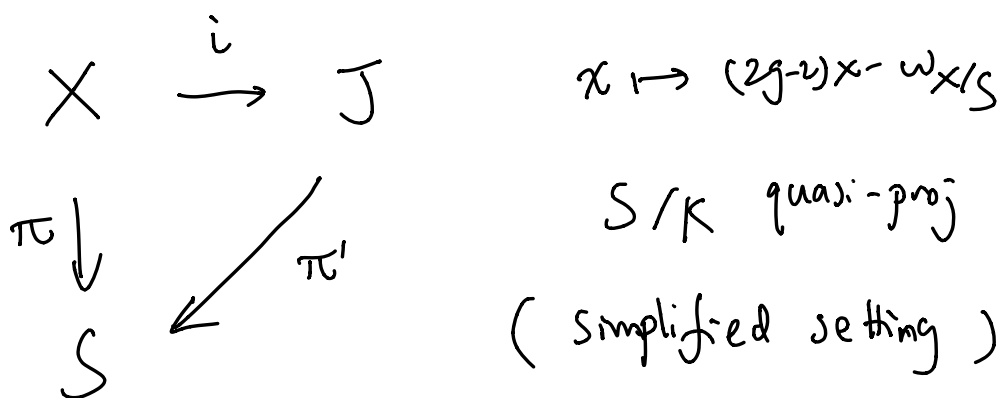 X —i→ J x ↦ (2g-2)x - ω_{X/S}
π π' S/K quasi-proj
S (simplified setting)